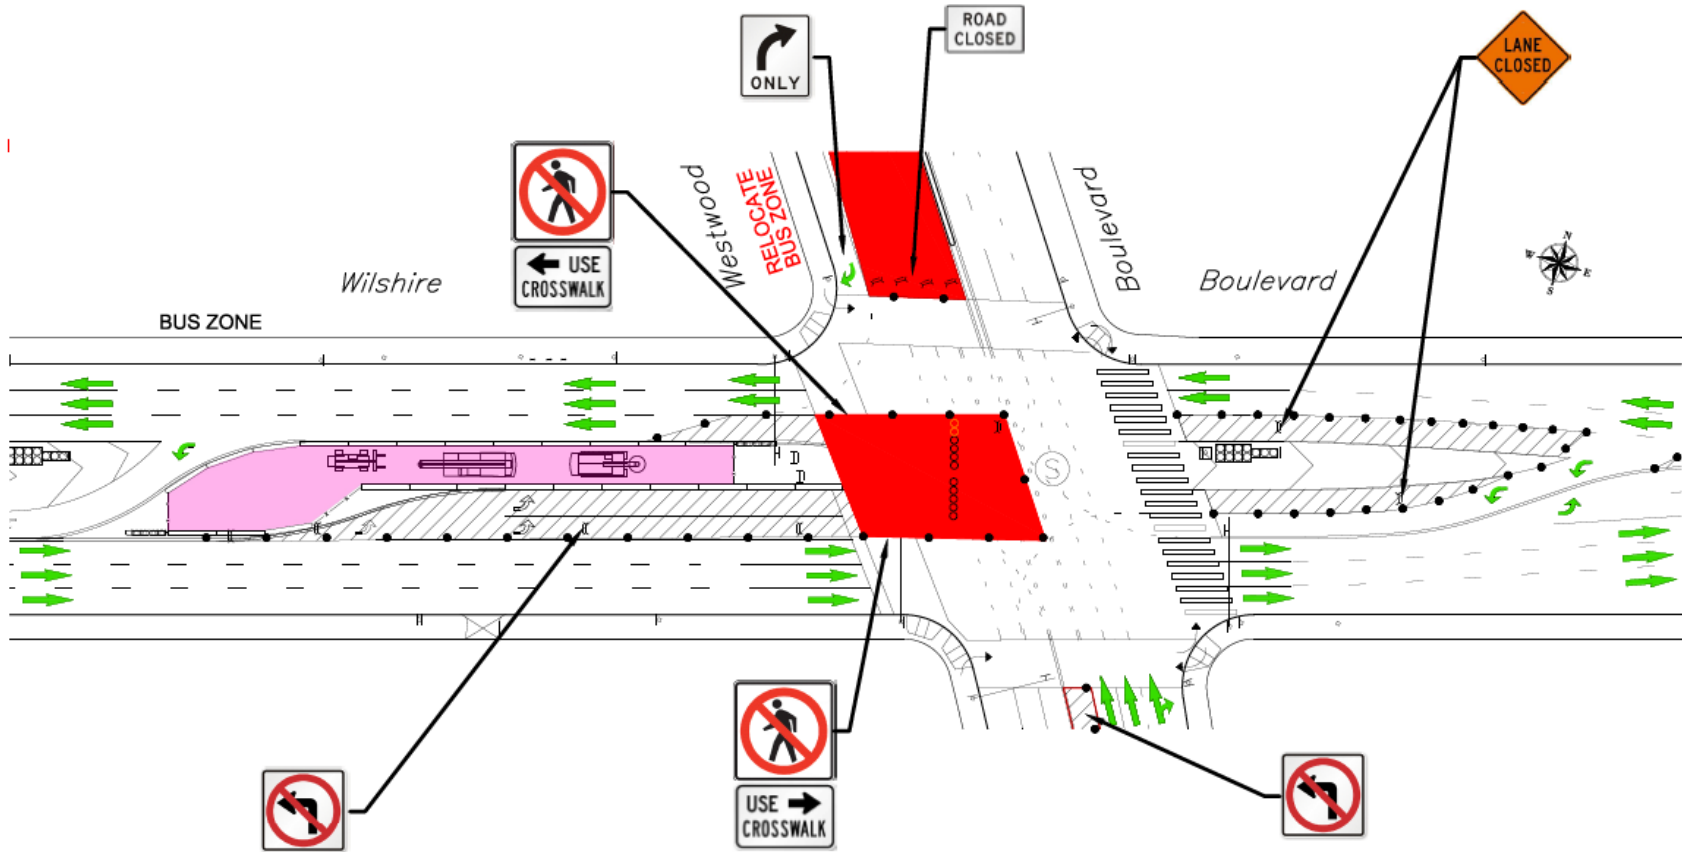 ONLY
ROAD
CLOSED
LANE
CLOSED
← USE
CROSSWALK
Westwood
RELOCATE
BUS ZONE
Boulevard
Wilshire
Boulevard
N
W
E
S
BUS ZONE
S
USE →
CROSSWALK